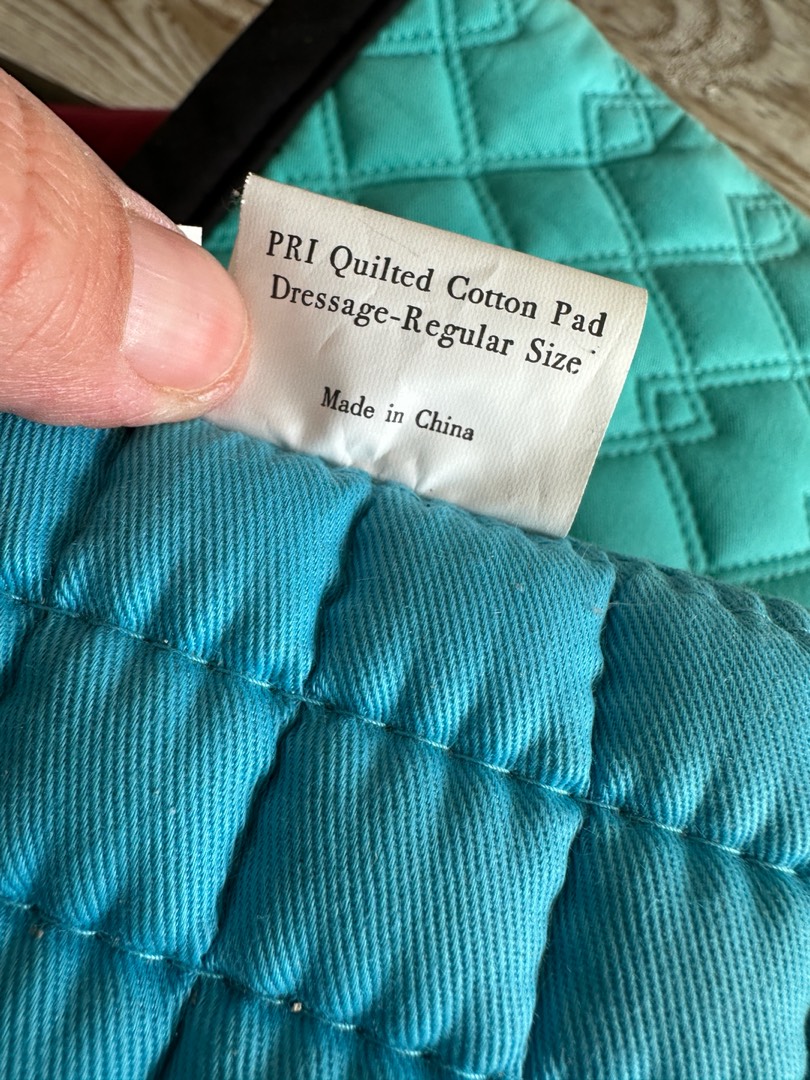 PRI Quilted Cotton Pad
Dressage-Regular Size
Made in China